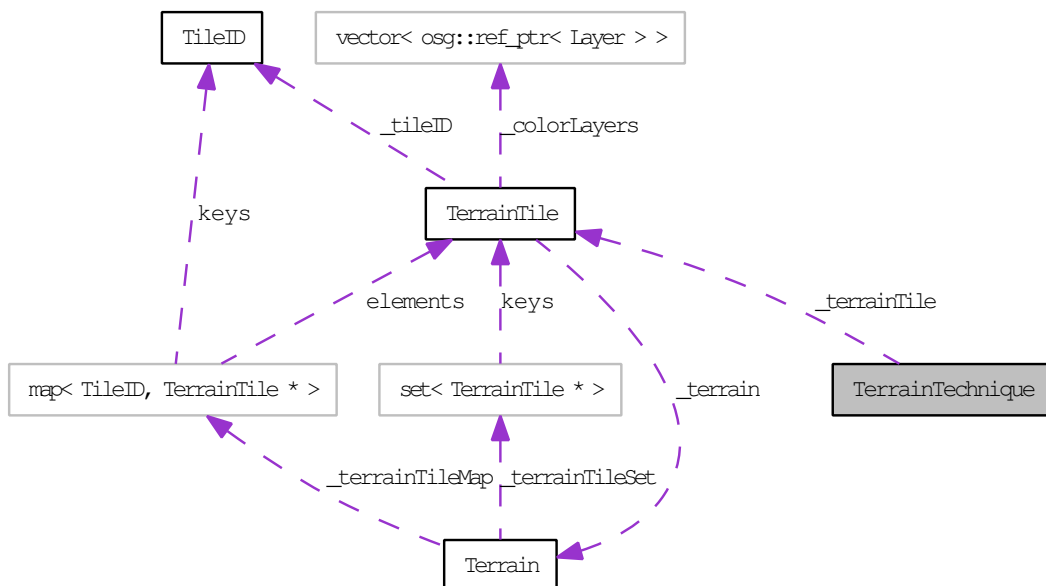 TileID
vector< osg::ref_ptr< Layer > >
_tileID
_colorLayers
TerrainTile
keys
elements
keys
_terrainTile
map< TileID, TerrainTile * >
set< TerrainTile * >
_terrain
TerrainTechnique
_terrainTileMap
_terrainTileSet
Terrain